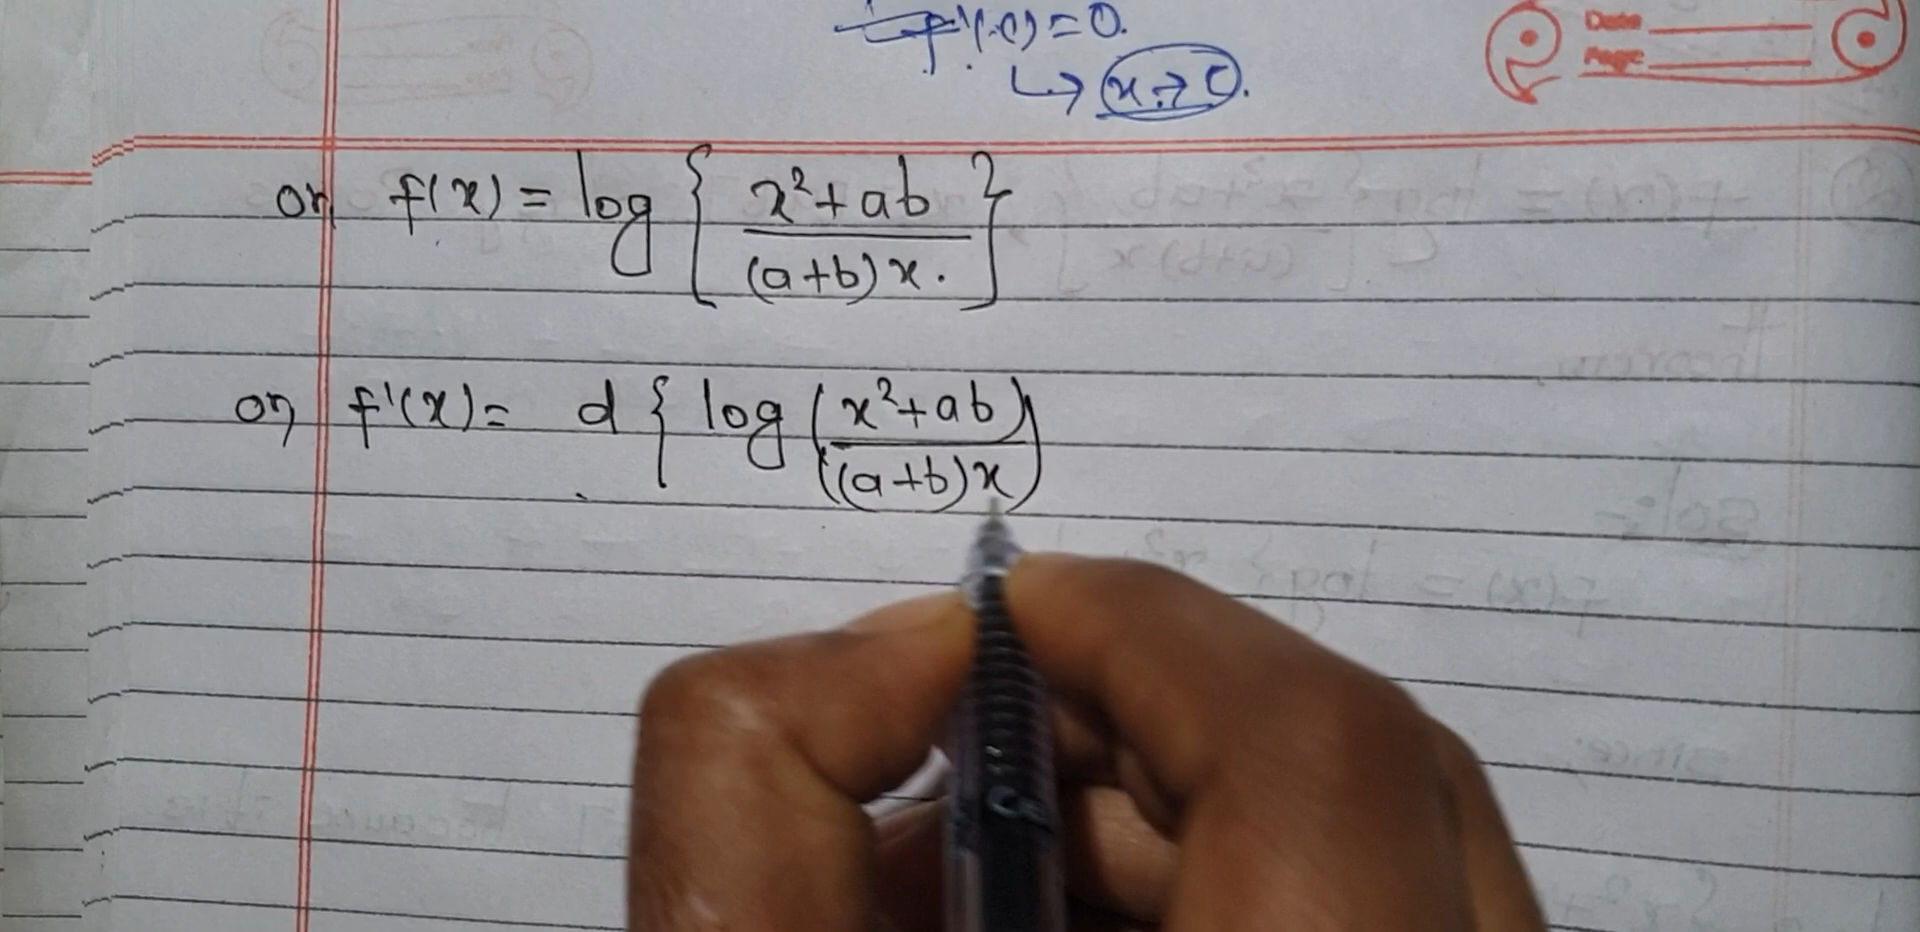 f'(c) = 0.
↳ x → c.
Date
Page
or f(x) = log { x²+ab / (a+b)x. }
or f'(x) = d { log ( x²+ab / (a+b)x )